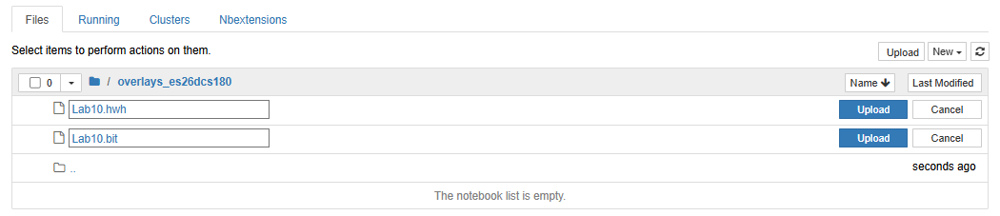 Files Running Clusters Nbextensions
Select items to perform actions on them. Upload New
0 / overlays_es26dcs180 Name Last Modified
Lab10.hwh Upload Cancel
Lab10.bit Upload Cancel
.. seconds ago
The notebook list is empty.